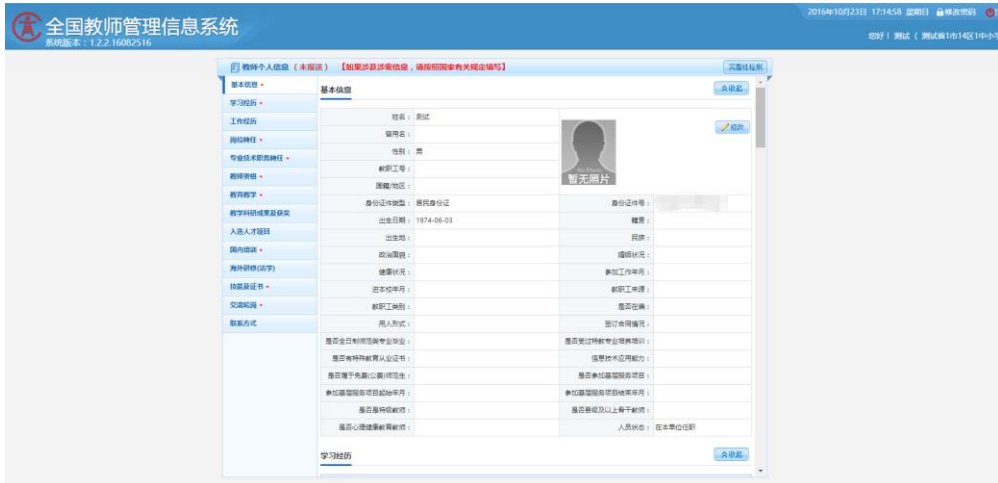 2016年10月23日 17:14:58 星期日 修改密码
全国教师管理信息系统
系统版本：1.2.2.16082516
您好！ 测试 （ 测试省1市14区1中小学
教师个人信息（未报送） 【如果涉及涉密信息，请按照国家有关规定填写】 完整性检测
基本信息 *
学习经历 *
工作经历
岗位聘任 *
专业技术职务聘任 *
教师资格 *
教育教学 *
教学科研成果及获奖
入选人才项目
国内培训 *
海外研修(访学)
技能及证书 *
交流轮岗 *
联系方式
基本信息 收起
姓名： 测试
修改
曾用名：
性别： 男
教职工号：
暂无照片
国籍/地区：
身份证件类型： 居民身份证 身份证件号：
出生日期： 1974-06-03 籍贯：
出生地： 民族：
政治面貌： 婚姻状况：
健康状况： 参加工作年月：
进本校年月： 教职工来源：
教职工类别： 是否在编：
用人形式： 签订合同情况：
是否全日制师范类专业毕业： 是否受过特教专业培养培训：
是否有特殊教育从业证书： 信息技术应用能力：
是否属于免费(公费)师范生： 是否参加基层服务项目：
参加基层服务项目起始年月： 参加基层服务项目结束年月：
是否是特级教师： 是否县级及以上骨干教师：
是否心理健康教育教师： 人员状态： 在本单位任职
学习经历 收起